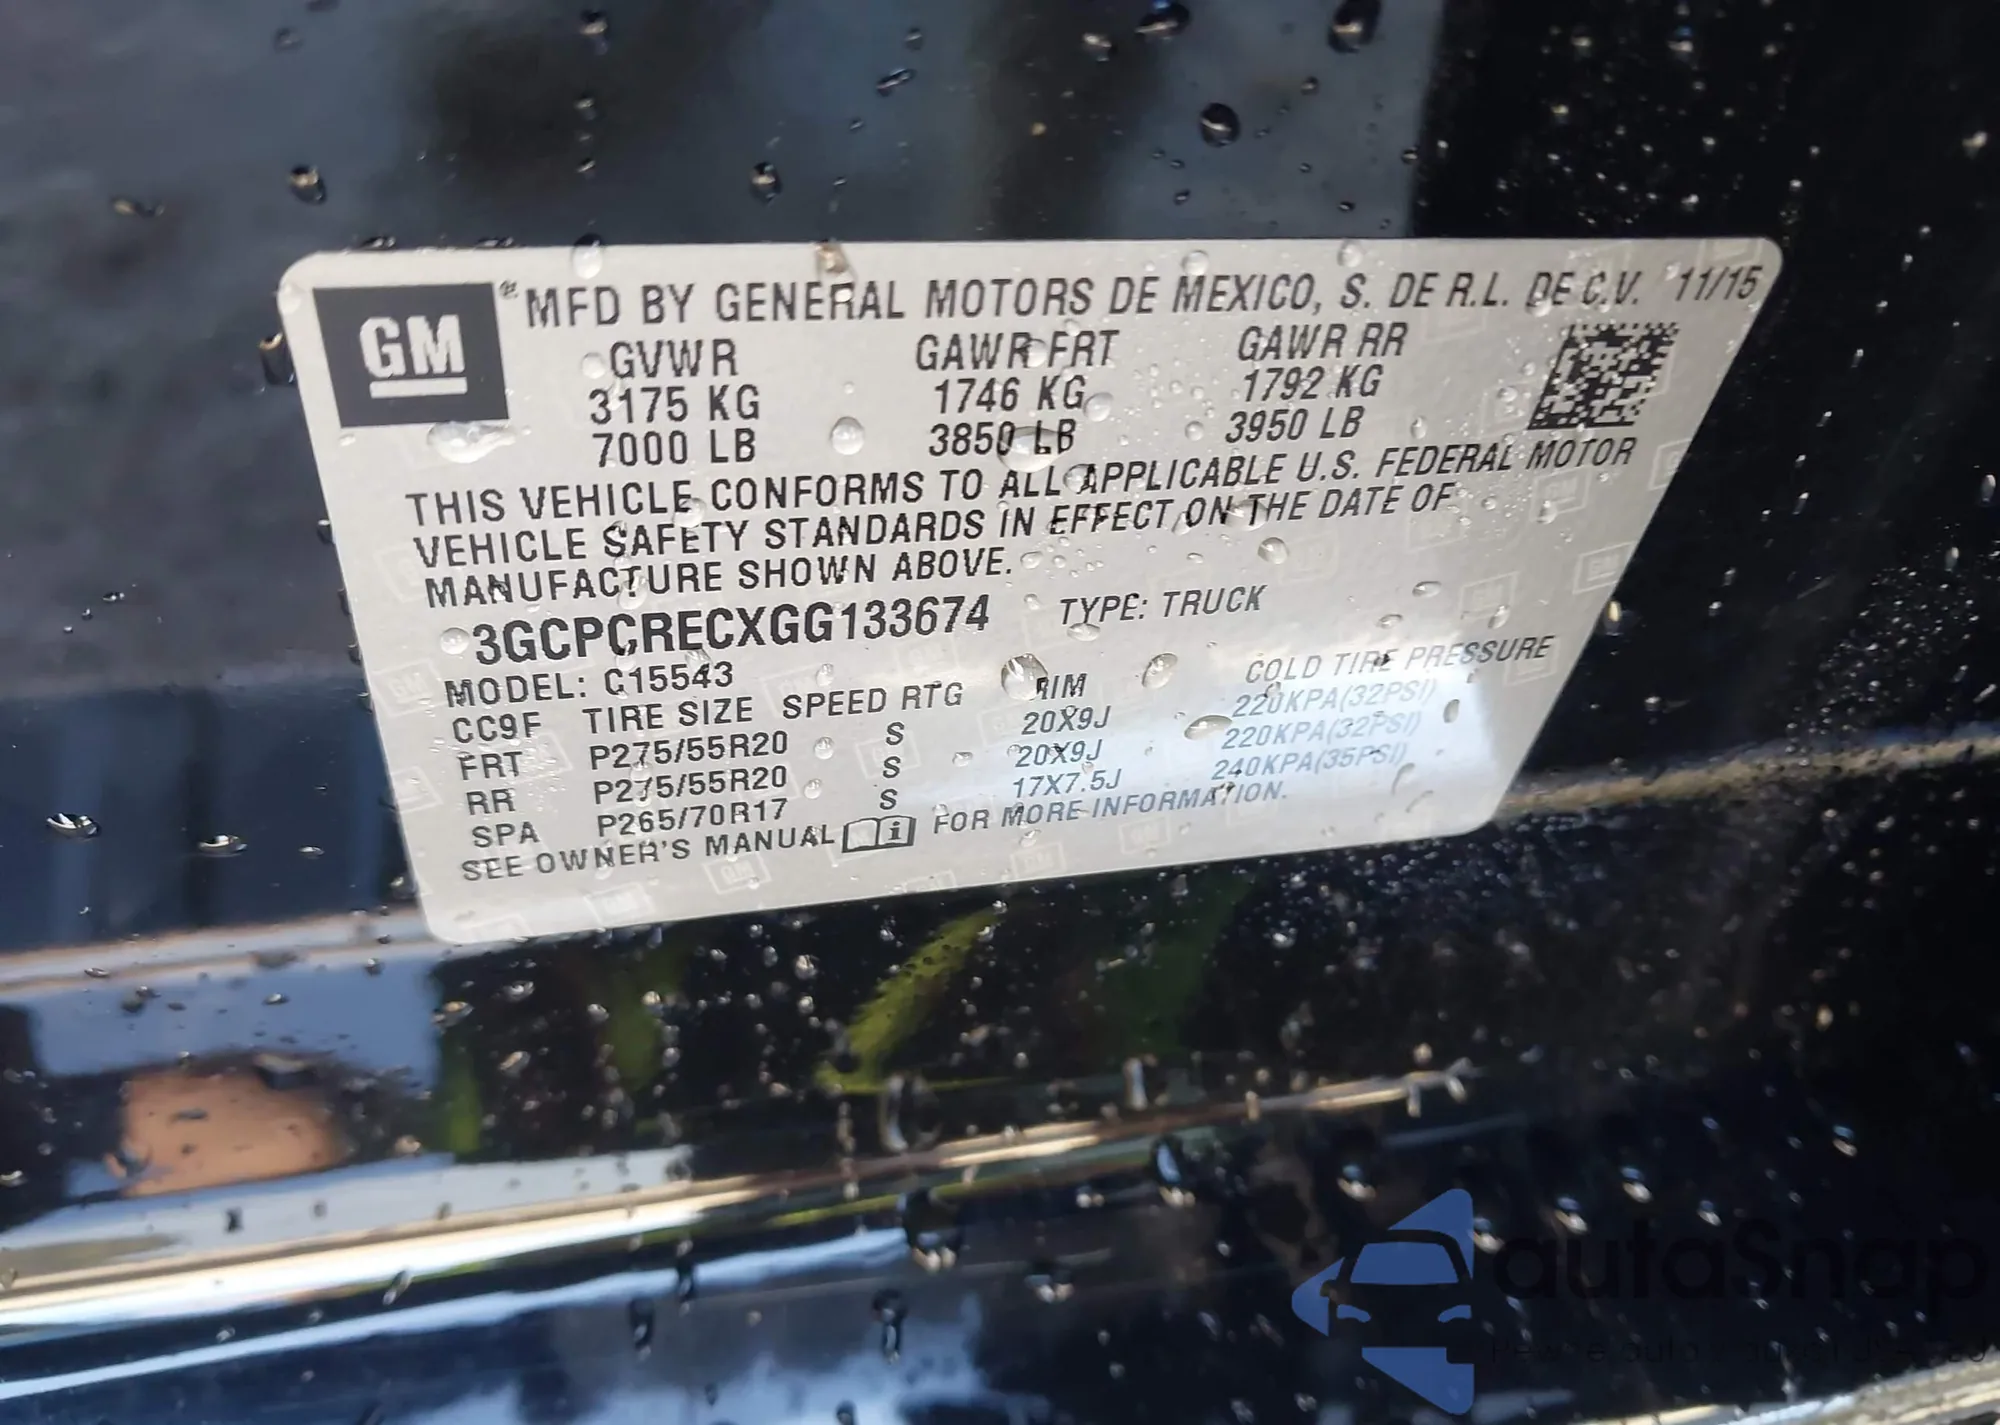 GM
® MFD BY GENERAL MOTORS DE MEXICO, S. DE R.L. DE C.V. 11/15
GVWR GAWR FRT GAWR RR
3175 KG 1746 KG 1792 KG
7000 LB 3850 LB 3950 LB
THIS VEHICLE CONFORMS TO ALL APPLICABLE U.S. FEDERAL MOTOR
VEHICLE SAFETY STANDARDS IN EFFECT ON THE DATE OF
MANUFACTURE SHOWN ABOVE.
3GCPCRECXGG133674 TYPE: TRUCK
MODEL: C15543
CC9F TIRE SIZE SPEED RTG RIM COLD TIRE PRESSURE
FRT P275/55R20 S 20X9J 220KPA(32PSI)
RR P275/55R20 S 20X9J 220KPA(32PSI)
SPA P265/70R17 S 17X7.5J 240KPA(35PSI)
SEE OWNER'S MANUAL i FOR MORE INFORMATION.
autaSnap